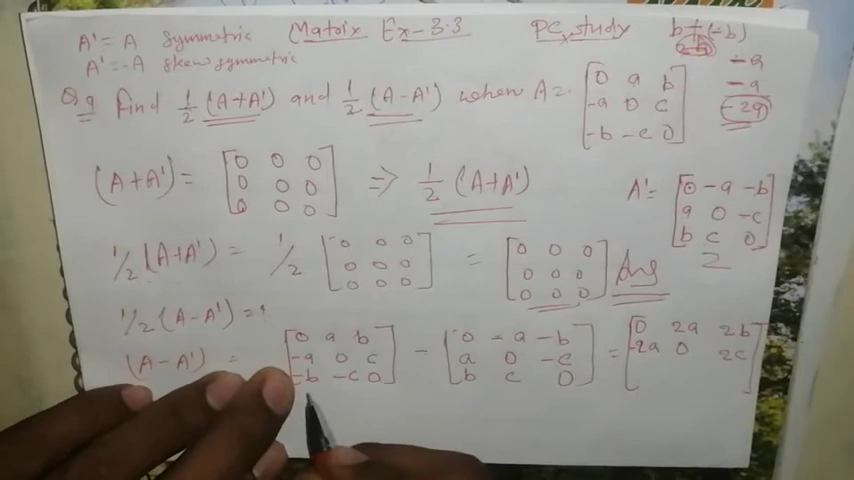 A' = A Symmetric Matrix Ex-3.3 PC study b+(-b)
A' = -A Skew symmetric
-a
-a
-2a
Q.9 Find 1/2 (A+A') and 1/2 (A-A') when A = [0 a b
-a 0 c
-b -c 0]
(A+A') = [0 0 0
0 0 0
0 0 0] ⇒ 1/2 (A+A')
A' = [0 -a -b
a 0 -c
b c 0]
1/2 (A+A') = 1/2 [0 0 0
0 0 0
0 0 0] = [0 0 0
0 0 0
0 0 0] Ans
1/2 (A-A') =
(A-A') = [0 a b
-a 0 c
-b -c 0] - [0 -a -b
a 0 -c
b c 0] = [0 2a 2b
-2a 0 2c]